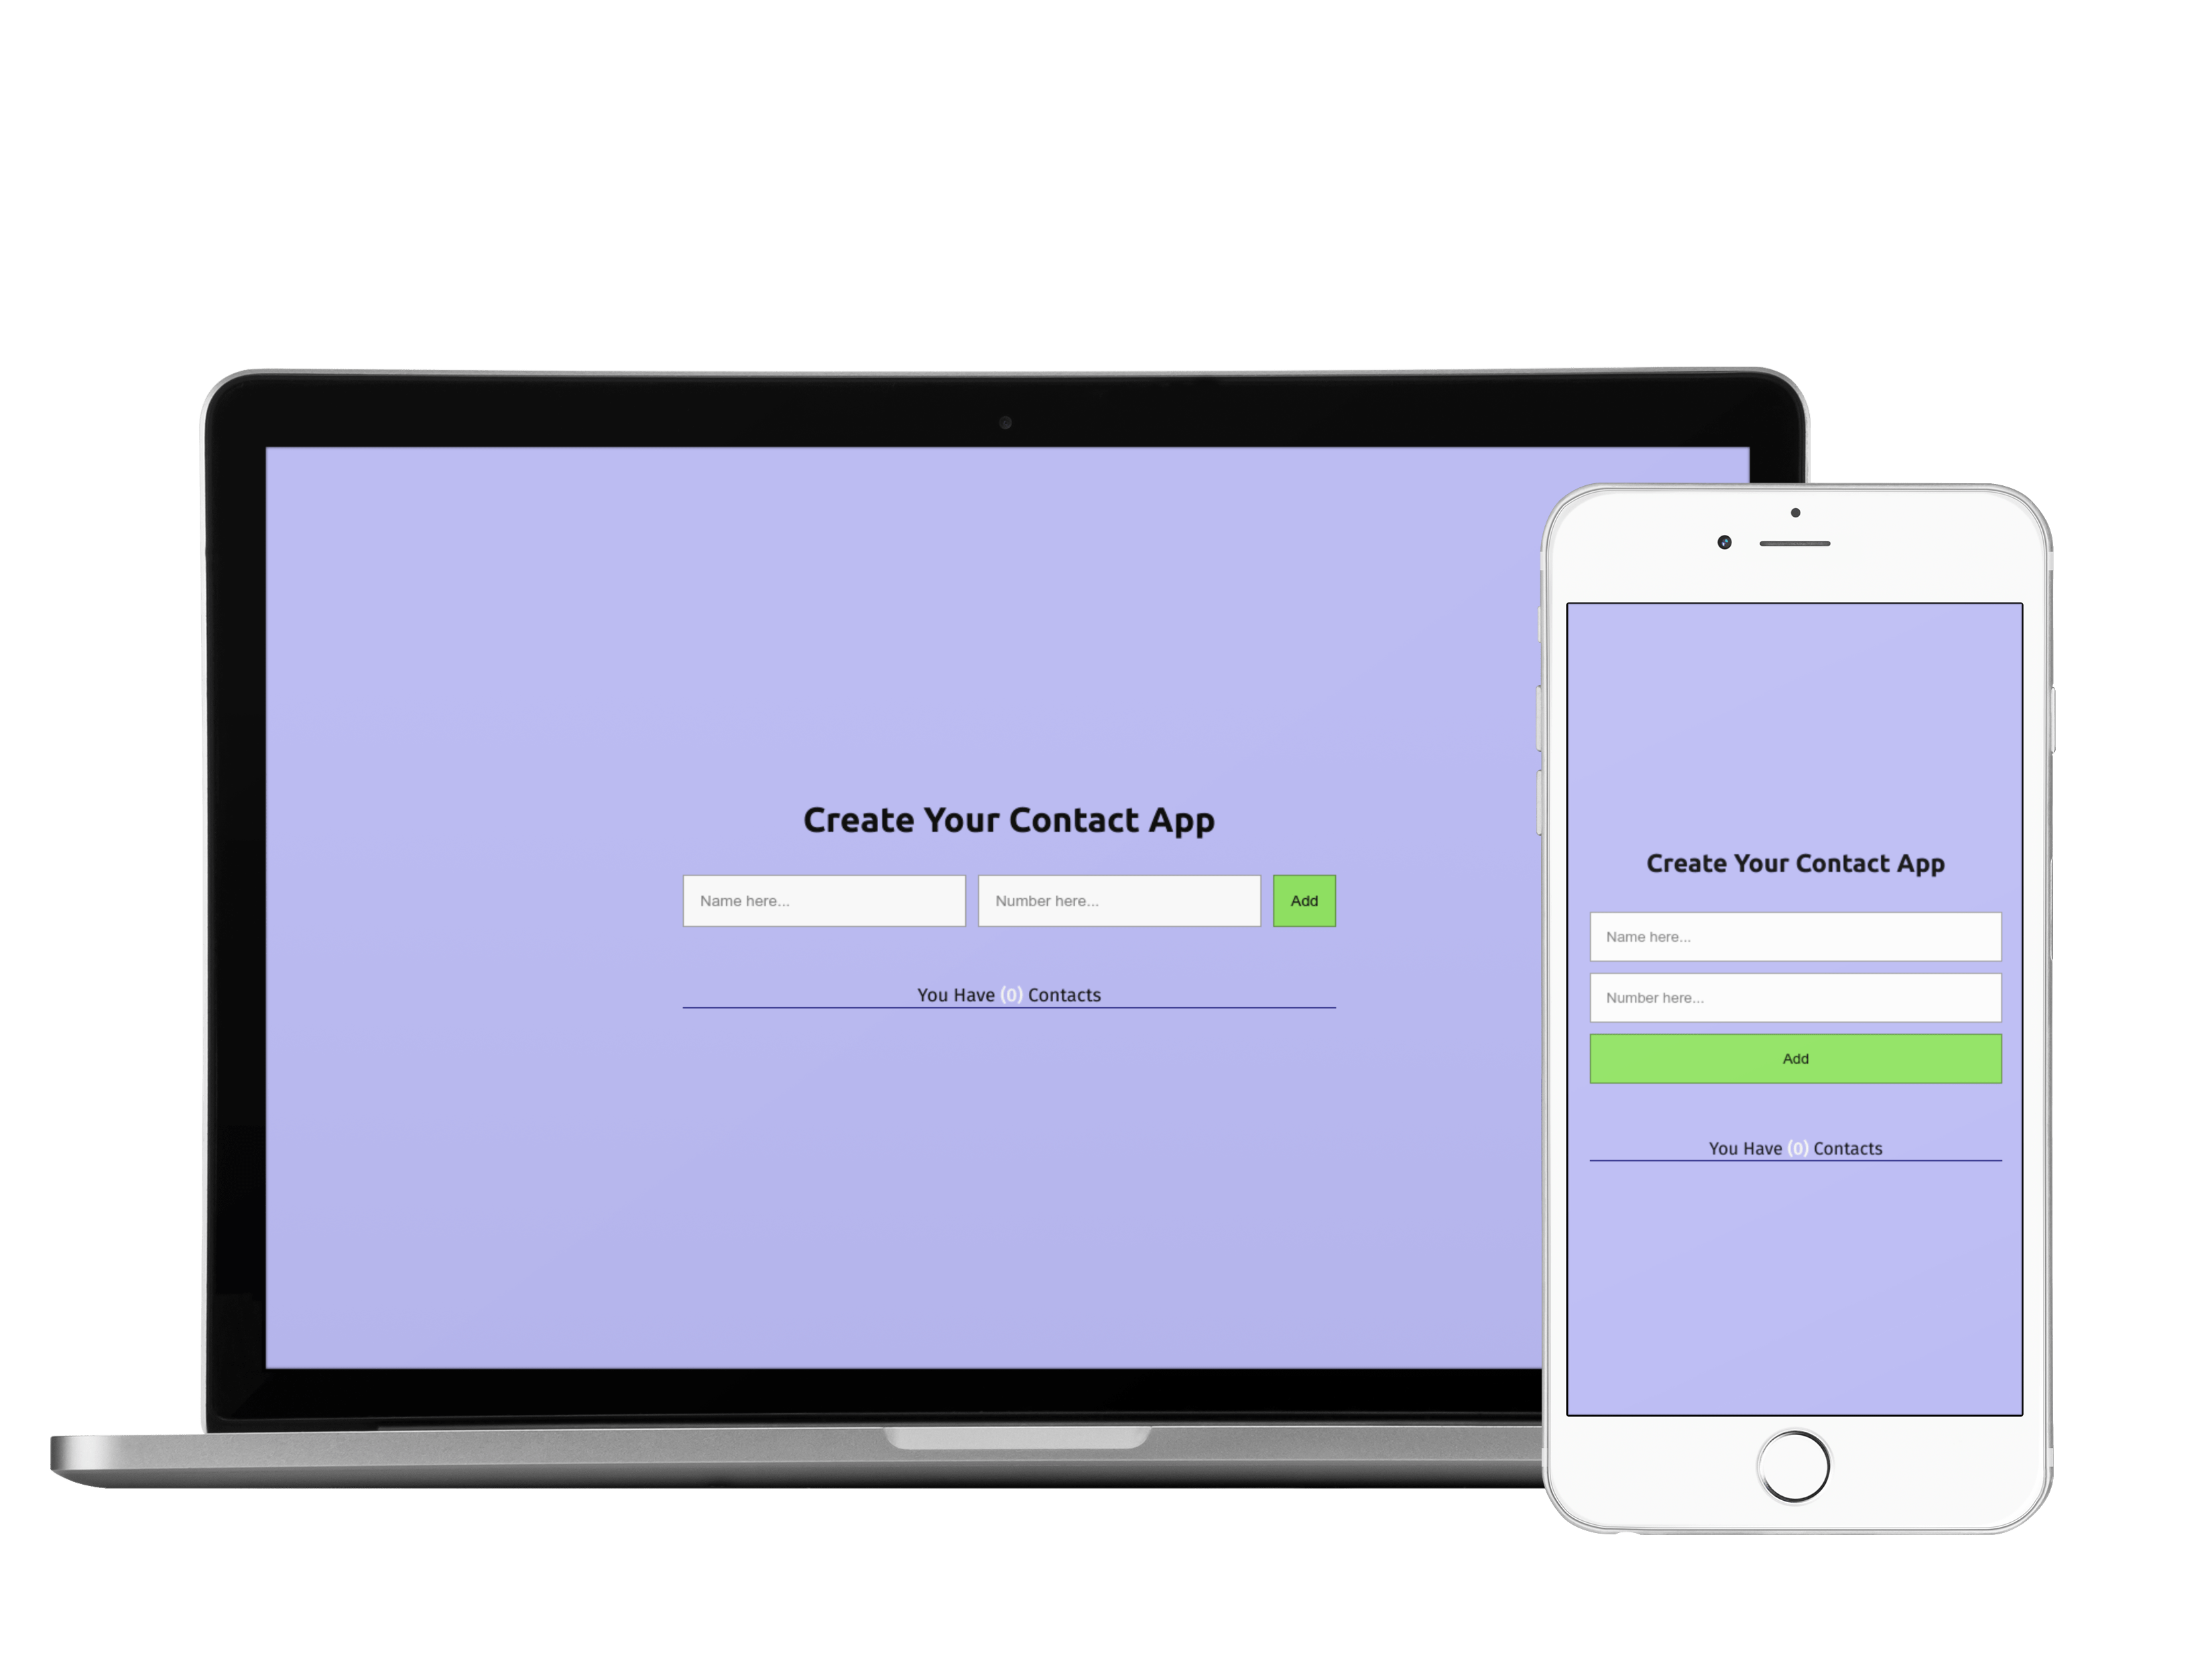 Create Your Contact App
Name here... Number here... Add
You Have (0) Contacts
Create Your Contact App
Name here...
Number here...
Add
You Have (0) Contacts